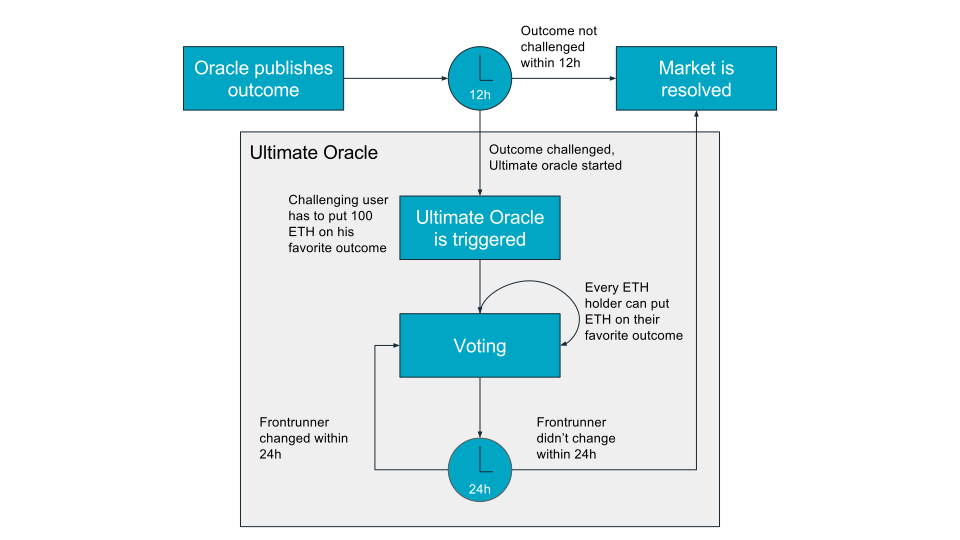 Outcome not
challenged
within 12h
Oracle publishes
outcome
12h
Market is
resolved
Ultimate Oracle
Outcome challenged,
Ultimate oracle started
Challenging user
has to put 100
ETH on his
favorite outcome
Ultimate Oracle
is triggered
Every ETH
holder can put
ETH on their
favorite outcome
Voting
Frontrunner
changed within
24h
Frontrunner
didn't change
within 24h
24h